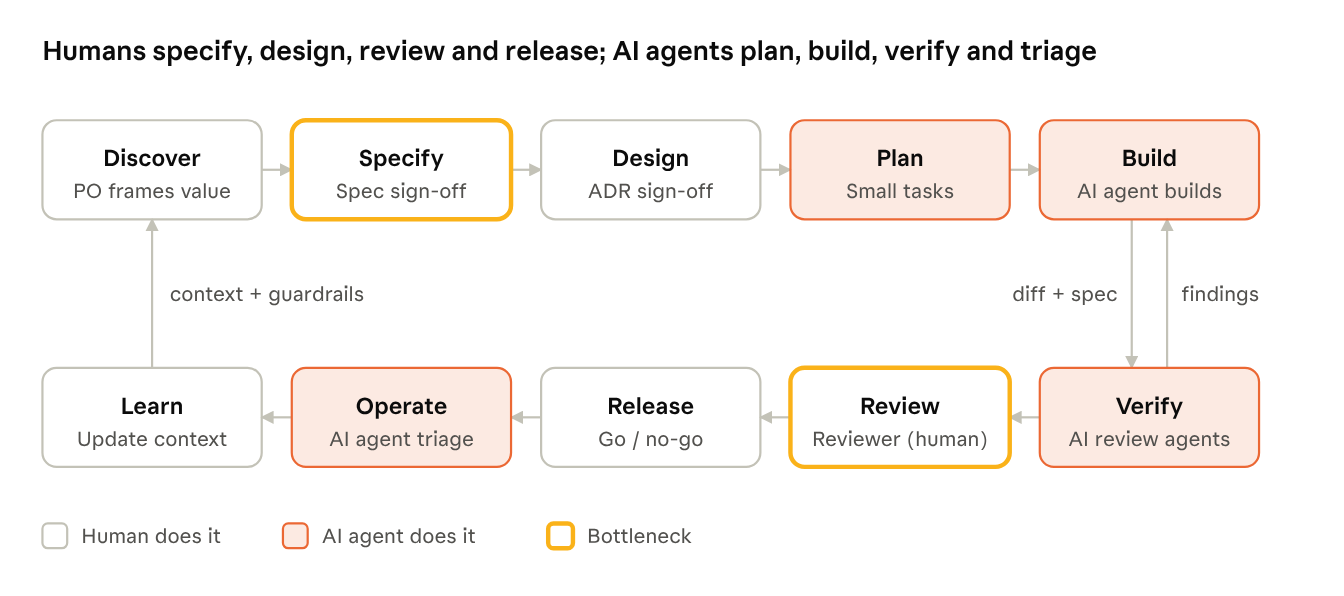 Humans specify, design, review and release; AI agents plan, build, verify and triage
Discover
PO frames value
Specify
Spec sign-off
Design
ADR sign-off
Plan
Small tasks
Build
AI agent builds
context + guardrails
diff + spec
findings
Learn
Update context
Operate
AI agent triage
Release
Go / no-go
Review
Reviewer (human)
Verify
AI review agents
Human does it
AI agent does it
Bottleneck